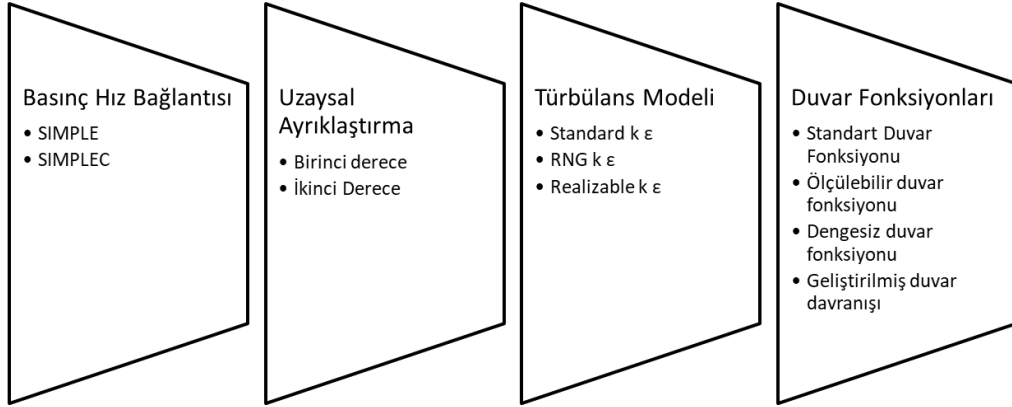 Basınç Hız Bağlantısı
• SIMPLE
• SIMPLEC
Uzaysal
Ayrıklaştırma
• Birinci derece
• İkinci Derece
Türbülans Modeli
• Standard k ε
• RNG k ε
• Realizable k ε
Duvar Fonksiyonları
• Standart Duvar
Fonksiyonu
• Ölçülebilir duvar
fonksiyonu
• Dengesiz duvar
fonksiyonu
• Geliştirilmiş duvar
davranışı